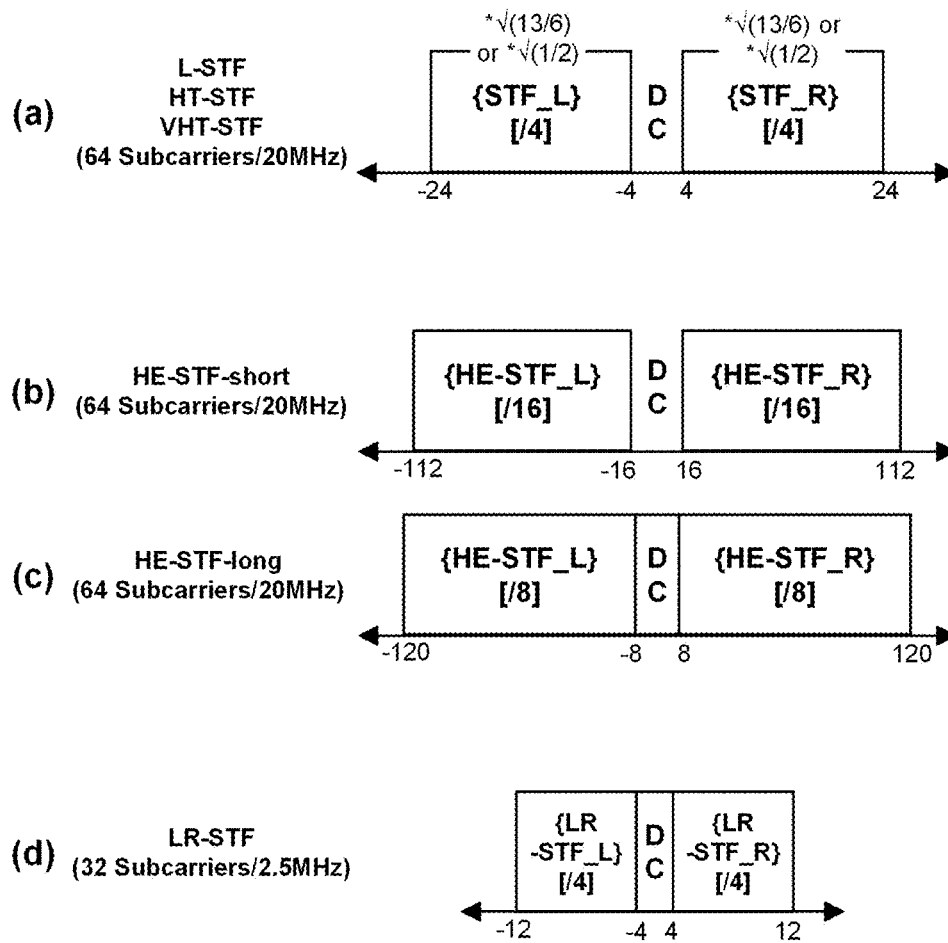 (a)
L-STF
HT-STF
VHT-STF
(64 Subcarriers/20MHz)
*√(13/6)
or *√(1/2)
{STF_L}
[/4]
D
C
*√(13/6) or
*√(1/2)
{STF_R}
[/4]
-24
-4
4
24
(b)
HE-STF-short
(64 Subcarriers/20MHz)
{HE-STF_L}
[/16]
D
C
{HE-STF_R}
[/16]
-112
-16
16
112
(c)
HE-STF-long
(64 Subcarriers/20MHz)
{HE-STF_L}
[/8]
D
C
{HE-STF_R}
[/8]
-120
-8
8
120
(d)
LR-STF
(32 Subcarriers/2.5MHz)
{LR
-STF_L}
[/4]
D
C
{LR
-STF_R}
[/4]
-12
-4
4
12